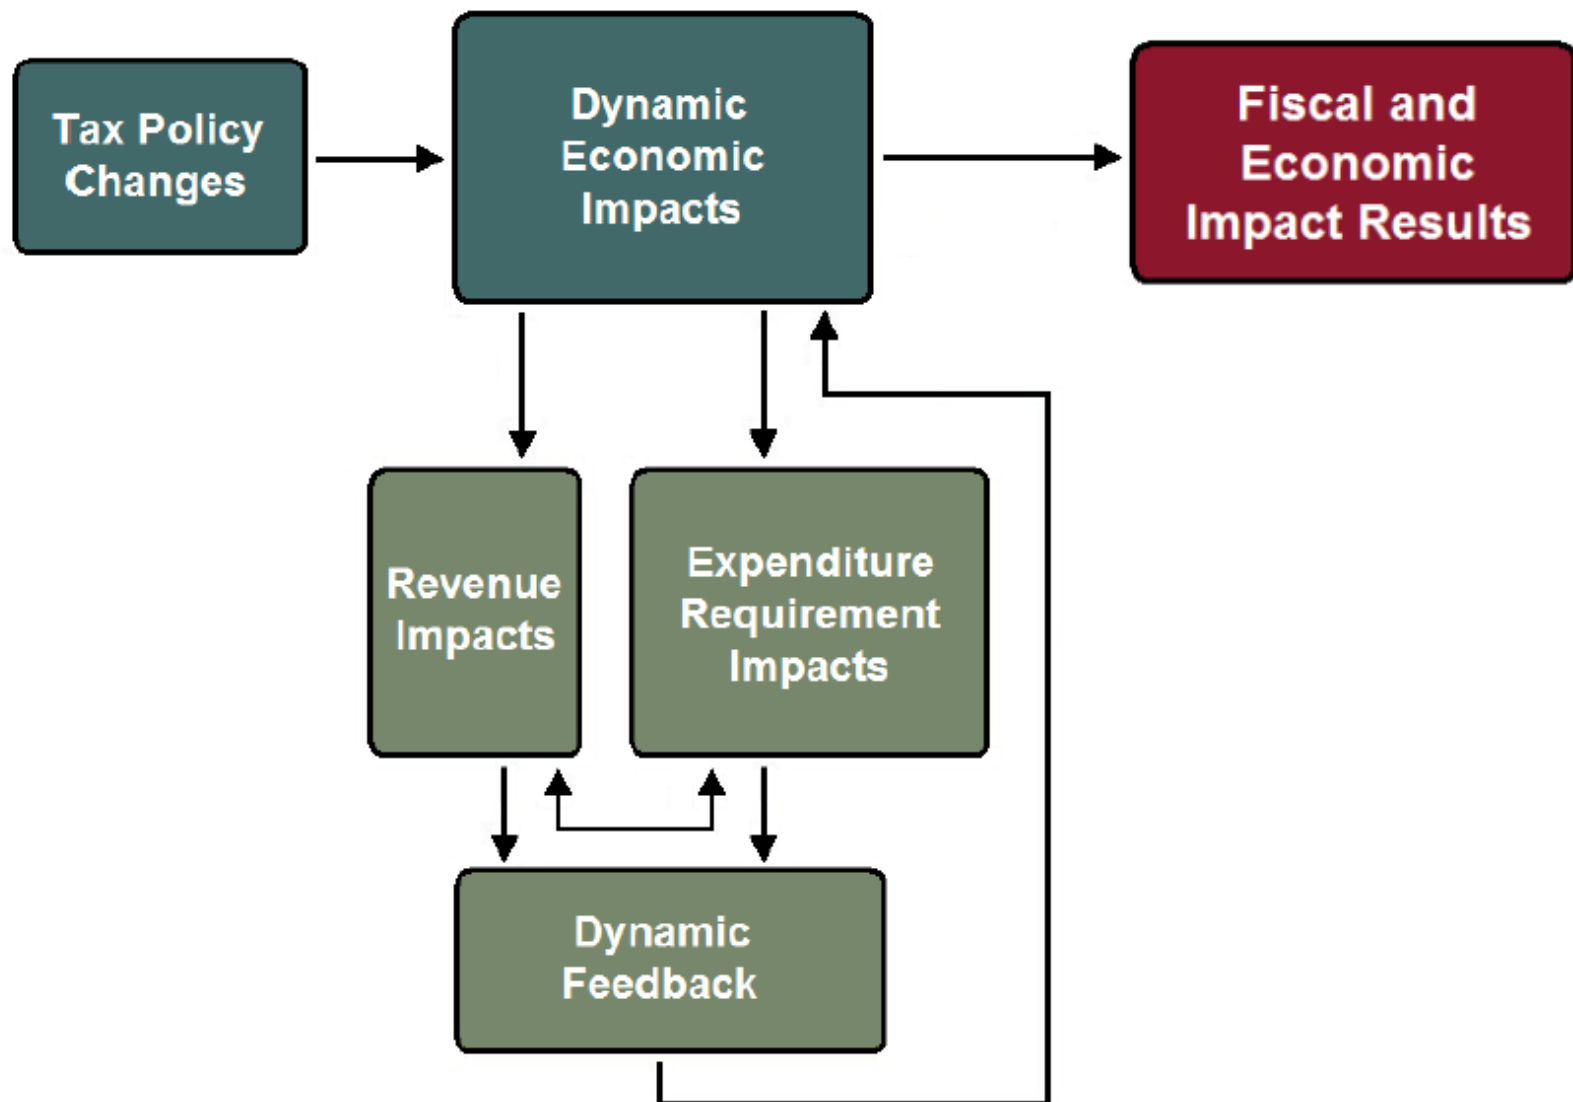 Tax Policy
Changes
Dynamic
Economic
Impacts
Fiscal and
Economic
Impact Results
Revenue
Impacts
Expenditure
Requirement
Impacts
Dynamic
Feedback